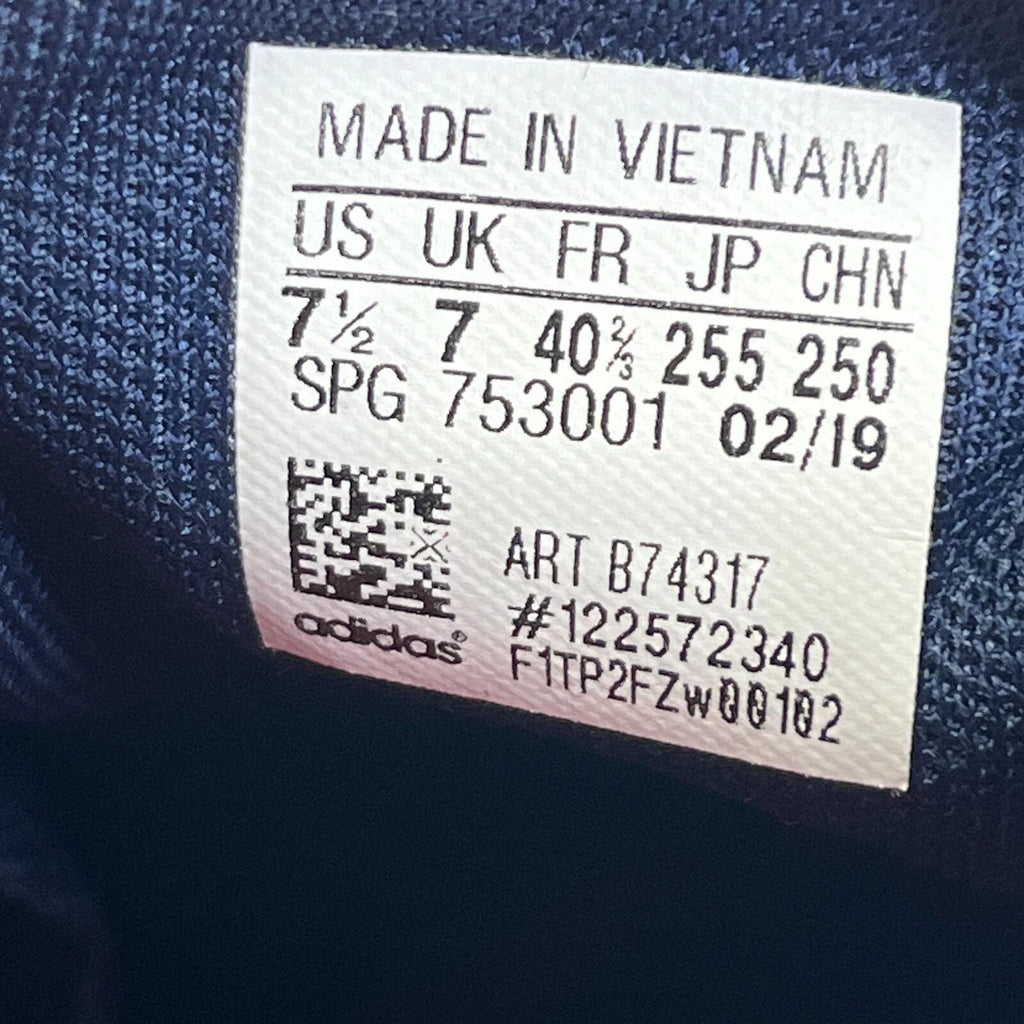 MADE IN VIETNAM
US UK FR JP CHN
7½ 7 40⅔ 255 250
SPG 753001 02/19
ART B74317
#122572340
F1TP2FZw00102
adidas®